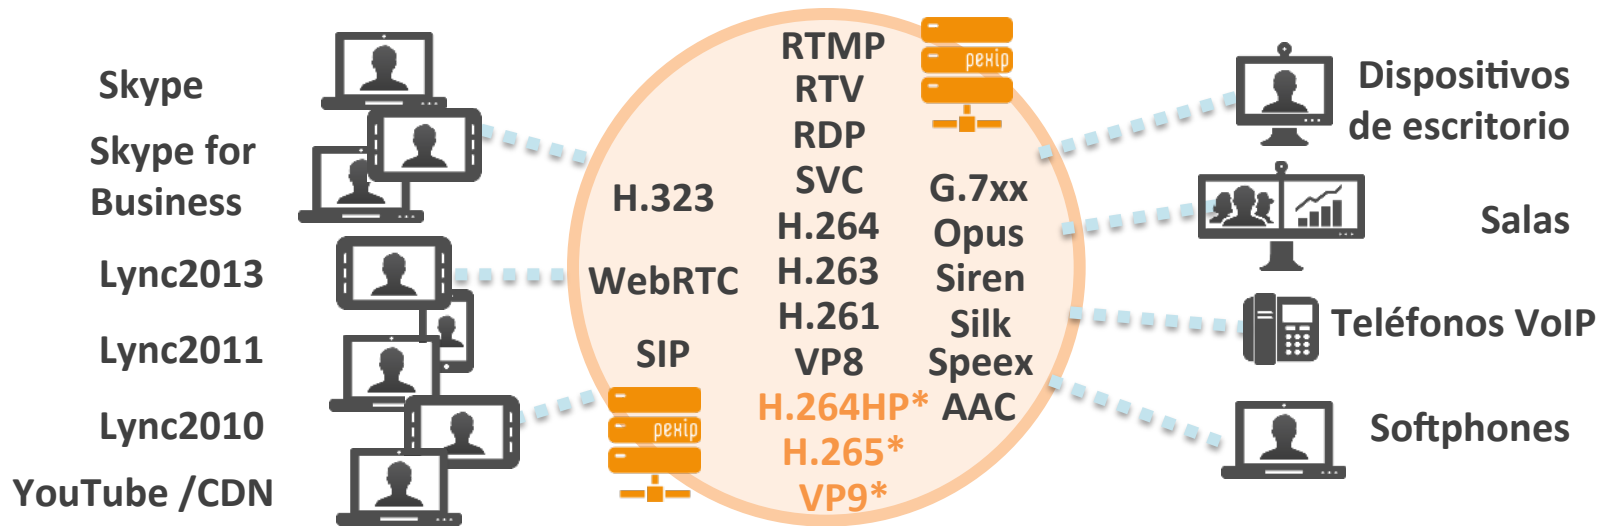 Skype
Skype for
Business
Lync2013
Lync2011
Lync2010
YouTube /CDN
H.323
WebRTC
SIP
pexip
RTMP
RTV
RDP
SVC
H.264
H.263
H.261
VP8
H.264HP*
H.265*
VP9*
pexip
G.7xx
Opus
Siren
Silk
Speex
AAC
Dispositivos
de escritorio
Salas
Teléfonos VoIP
Softphones